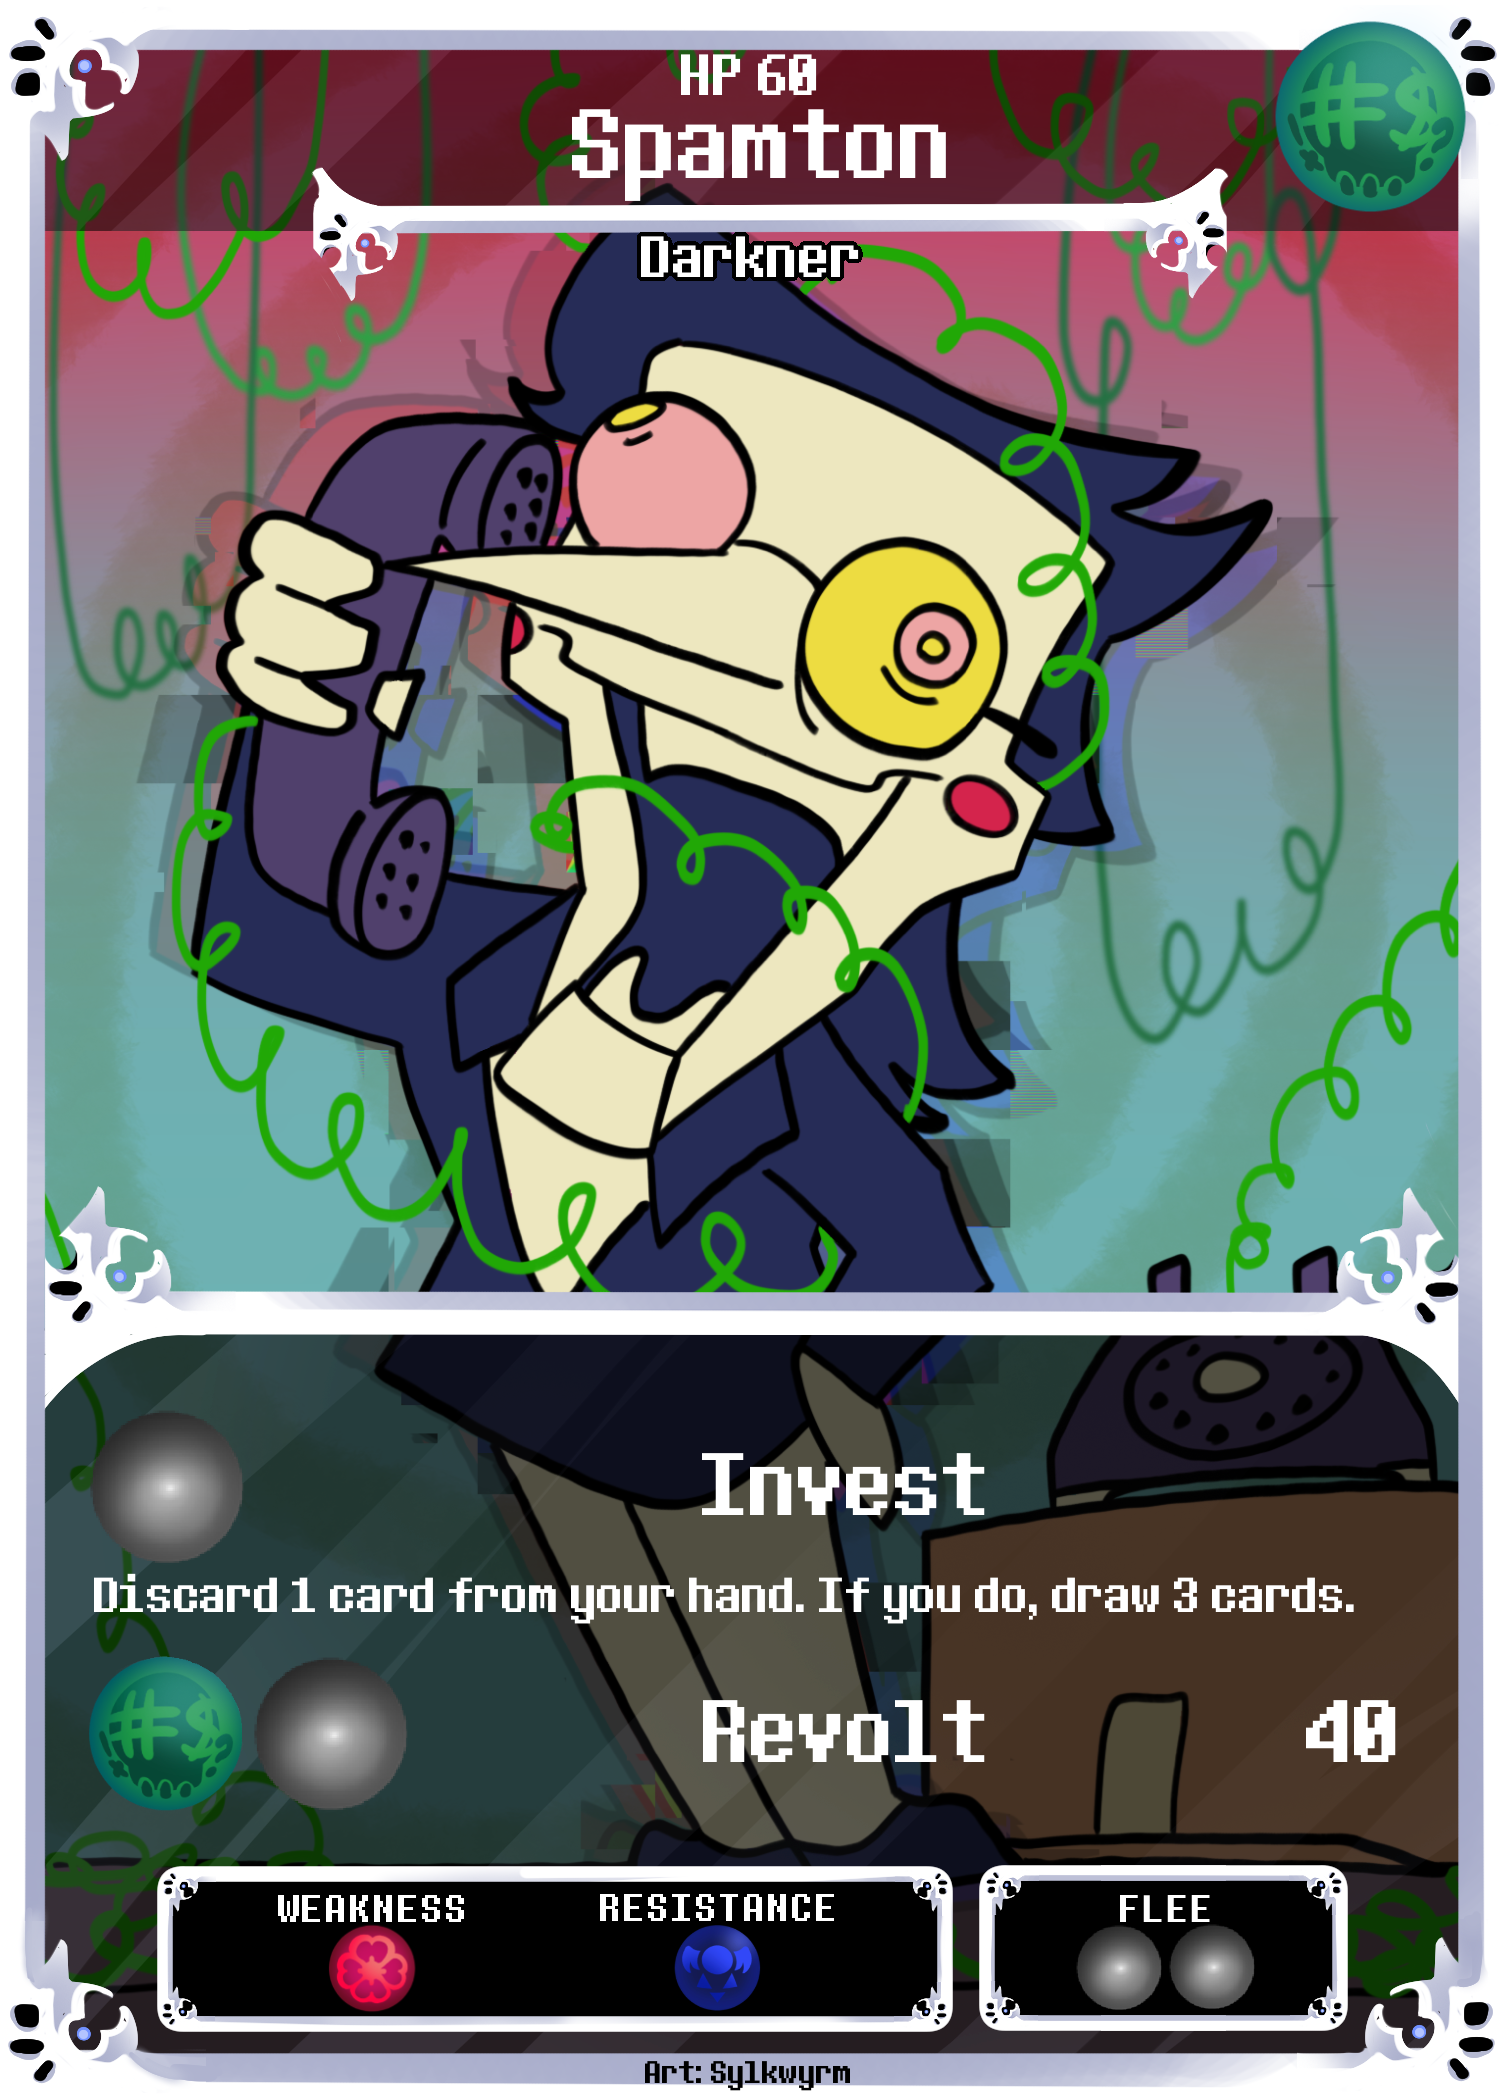 HP 60
Spamton
#$
Darkner
Invest
Discard 1 card from your hand. If you do, draw 3 cards.
#$
Revolt 40
WEAKNESS RESISTANCE FLEE
Art: Sylkwyrm